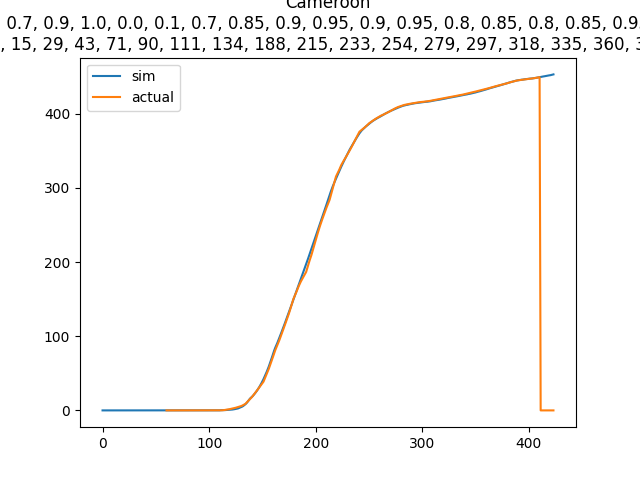 Cameroon
0.7, 0.9, 1.0, 0.0, 0.1, 0.7, 0.85, 0.9, 0.95, 0.9, 0.95, 0.8, 0.85, 0.8, 0.85, 0.9
, 15, 29, 43, 71, 90, 111, 134, 188, 215, 233, 254, 279, 297, 318, 335, 360, 3
sim
actual
400
300
200
100
0
0 100 200 300 400